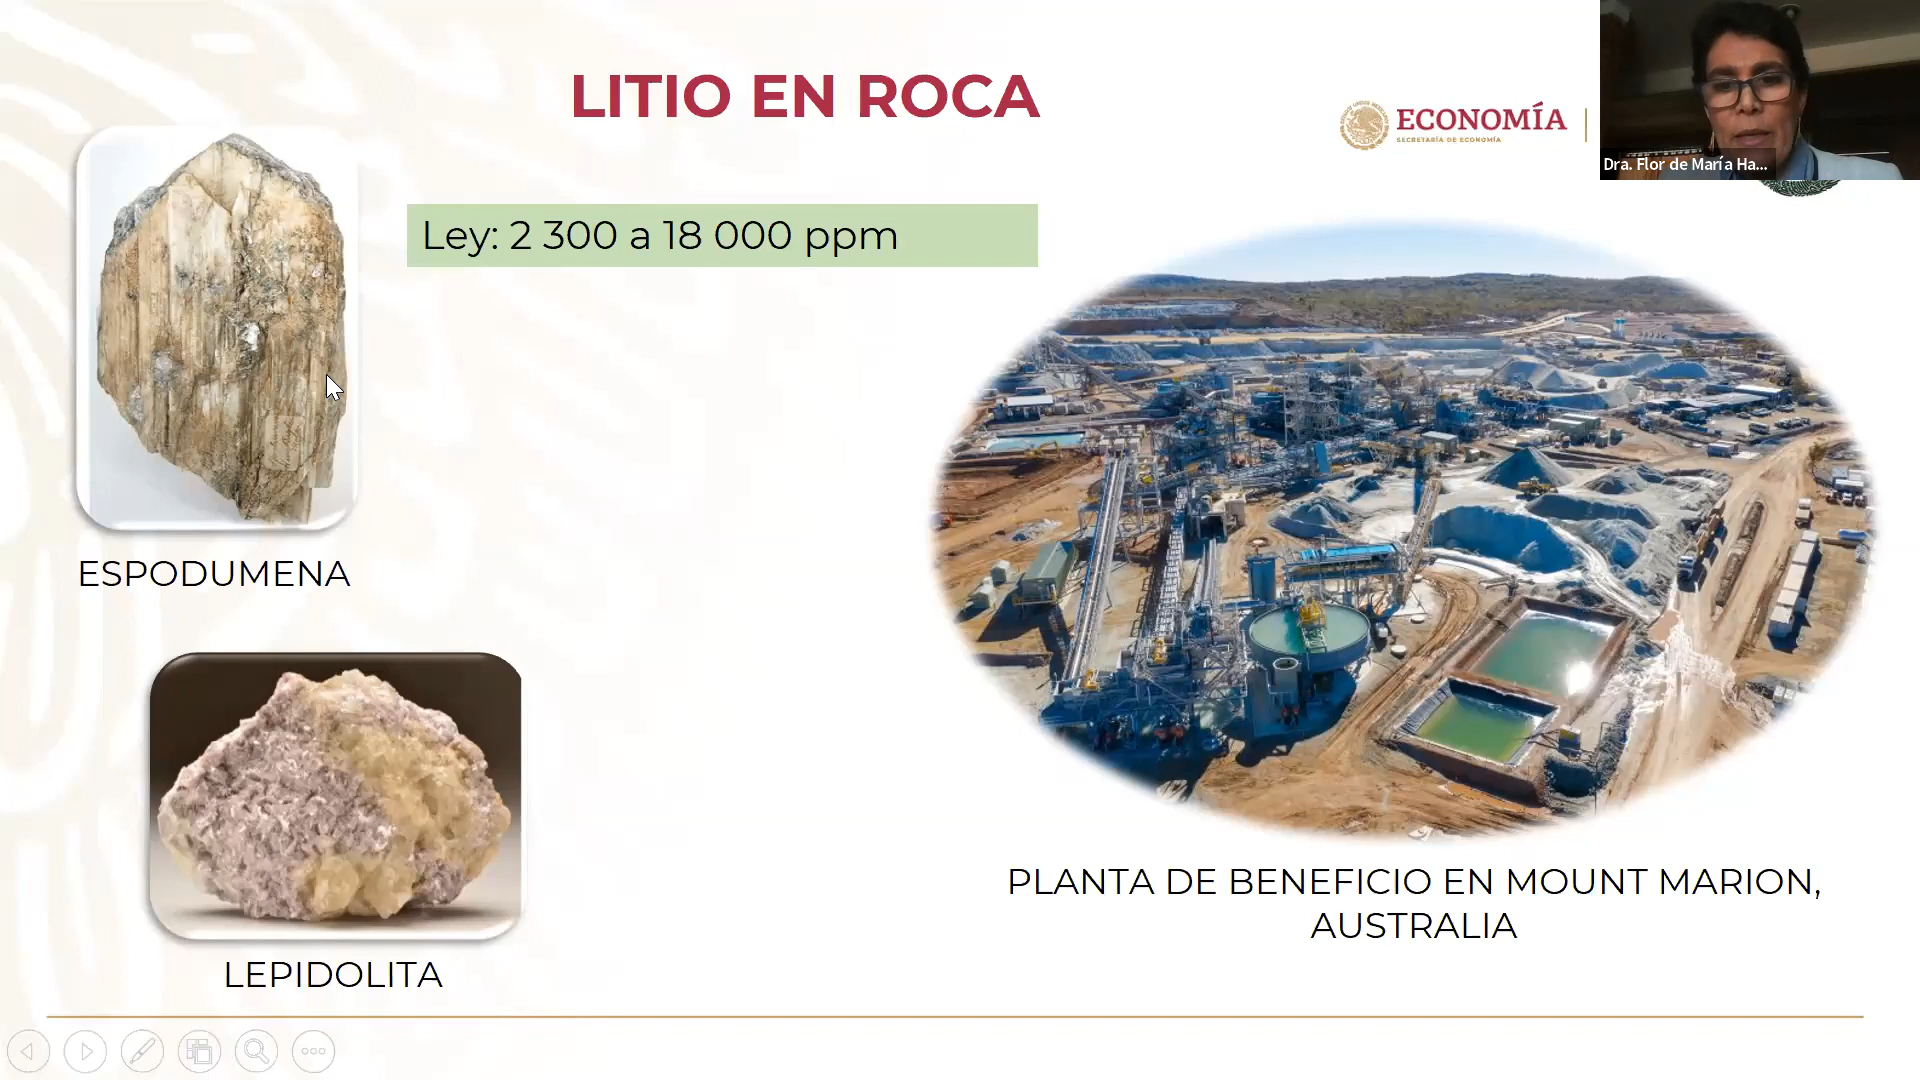 LITIO EN ROCA
ECONOMÍA
SECRETARÍA DE ECONOMÍA
Dra. Flor de María Ha...
Ley: 2 300 a 18 000 ppm
ESPODUMENA
LEPIDOLITA
PLANTA DE BENEFICIO EN MOUNT MARION,
AUSTRALIA